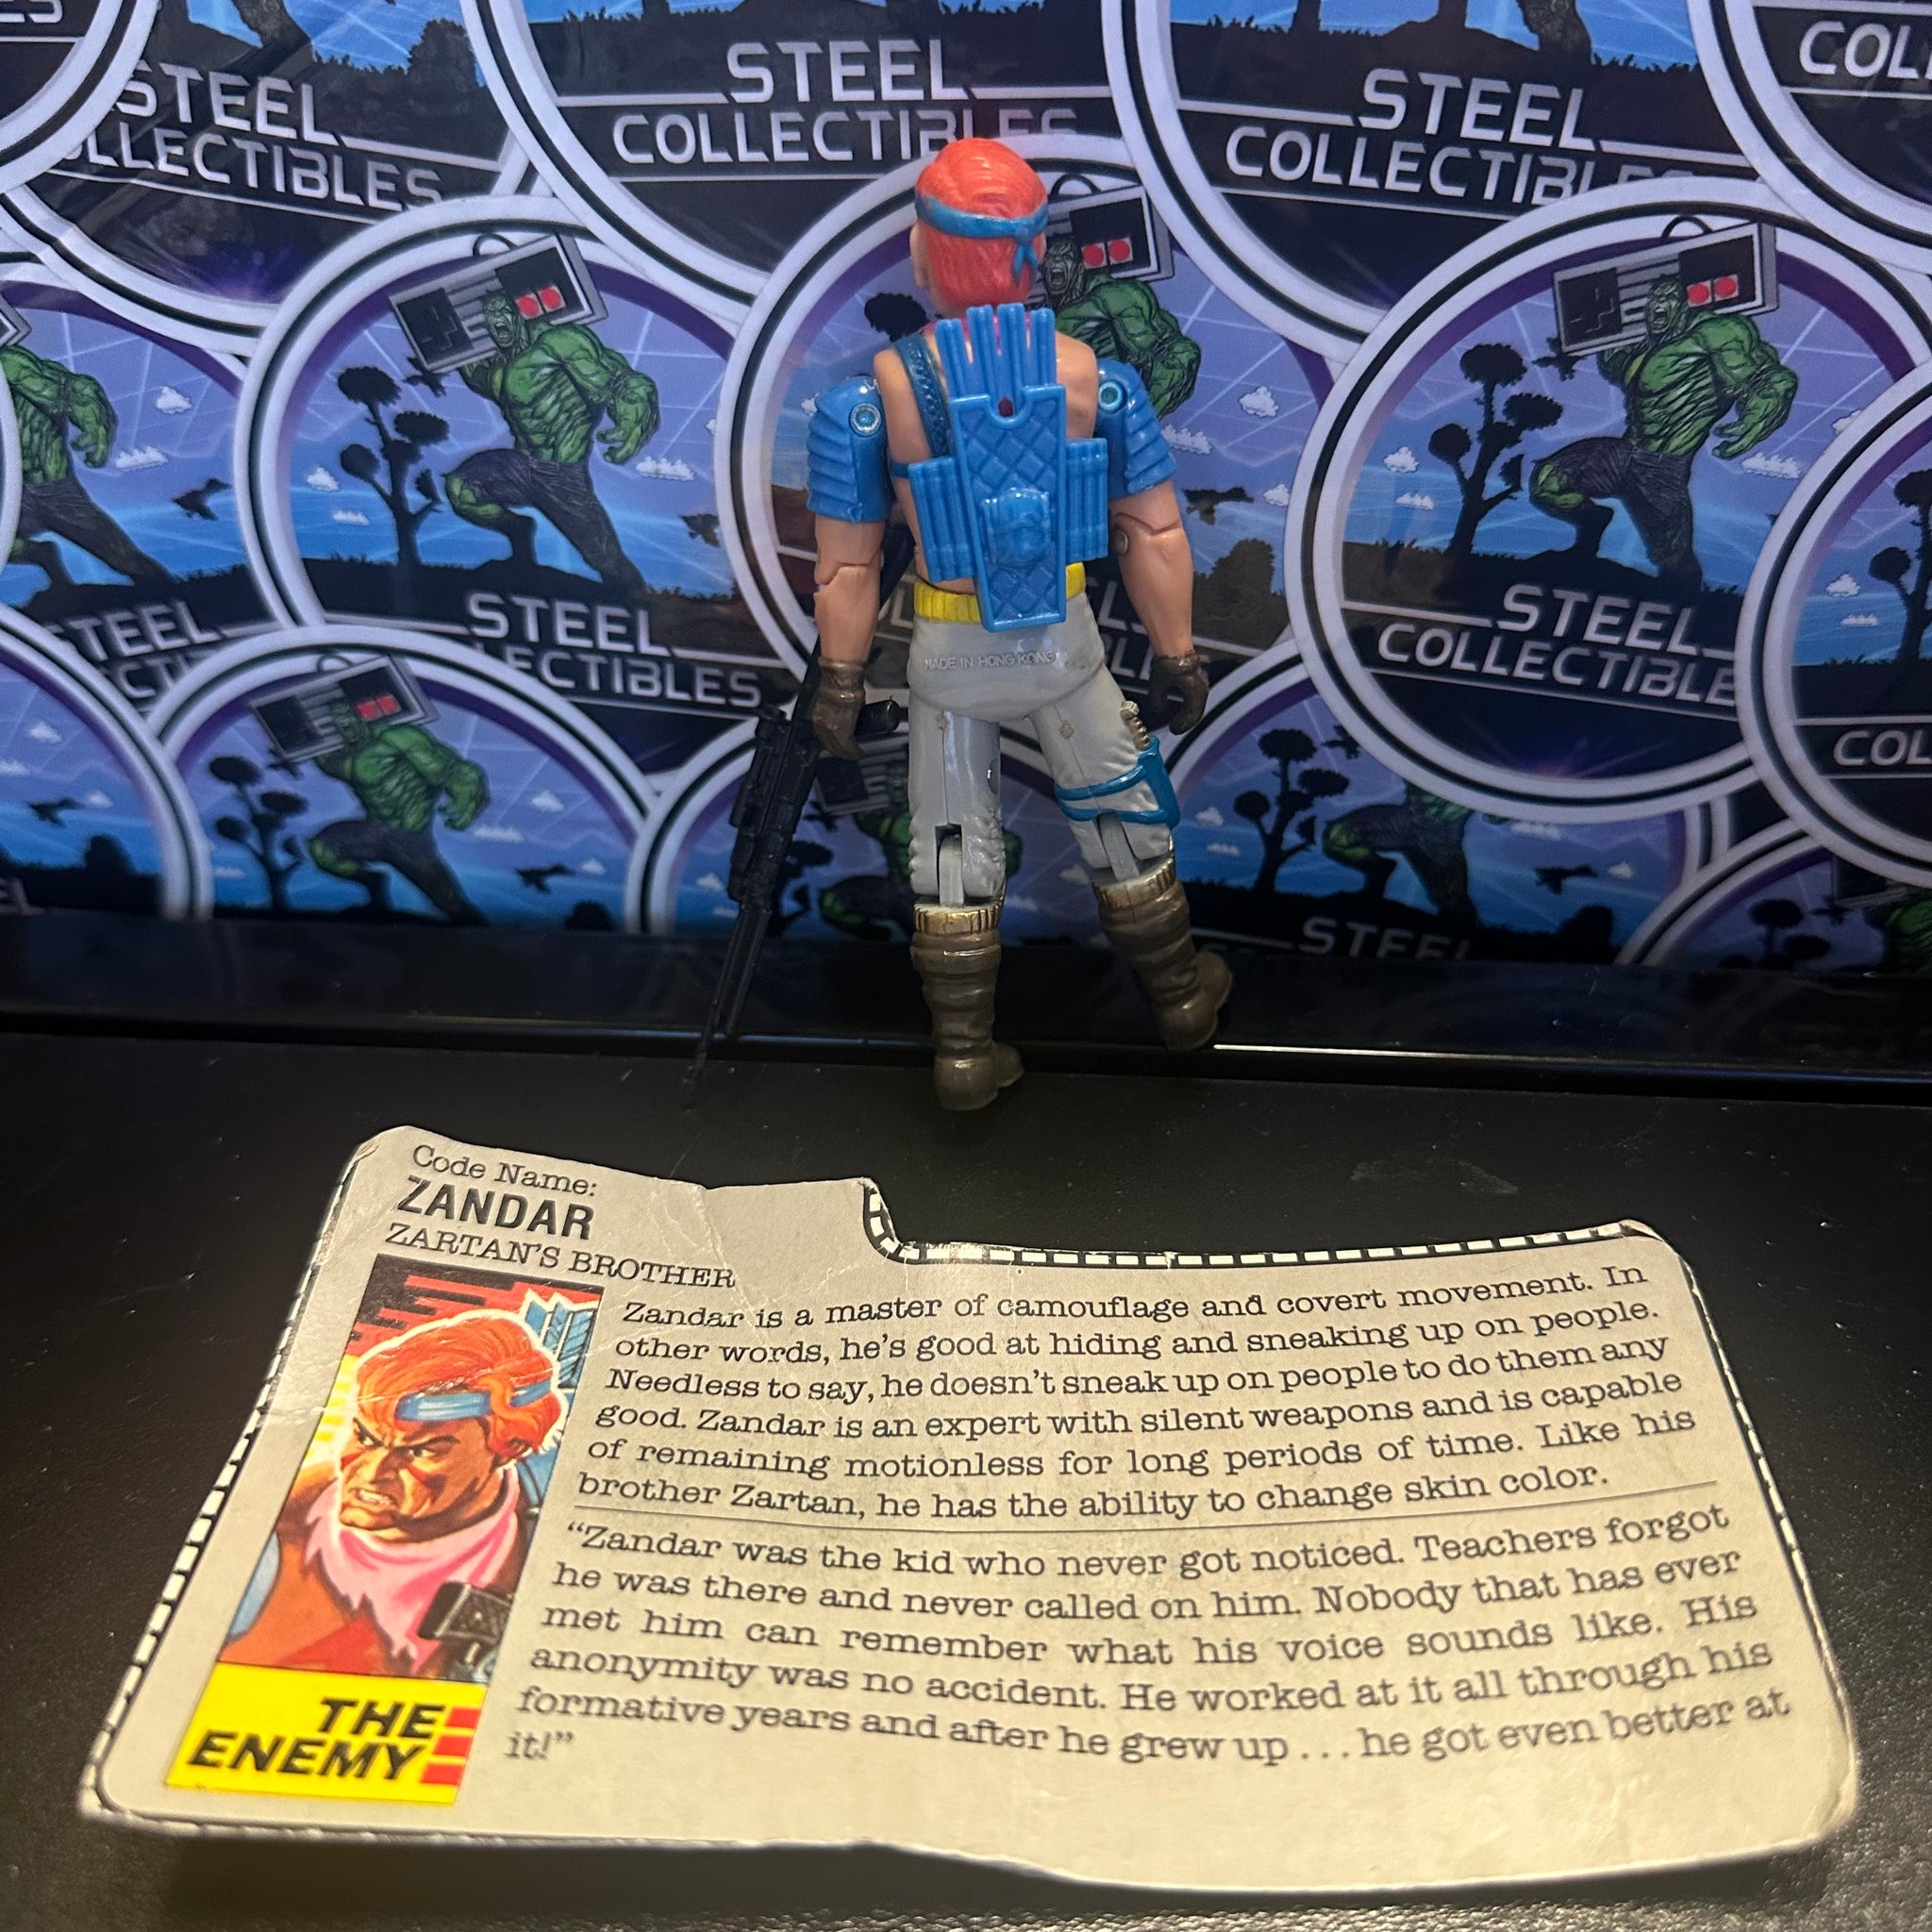 STEEL
COLLECTIBLES
STEEL
COLLECTIBLES
STEEL
COLLECTIBLES
STEEL
COLLECTIBLES
STEEL
COLLECTIBLES
STEEL
MADE IN HONG KONG
Code Name:
ZANDAR
ZARTAN'S BROTHER
Zandar is a master of camouflage and covert movement. In
other words, he's good at hiding and sneaking up on people.
Needless to say, he doesn't sneak up on people to do them any
good. Zandar is an expert with silent weapons and is capable
of remaining motionless for long periods of time. Like his
brother Zartan, he has the ability to change skin color.
"Zandar was the kid who never got noticed. Teachers forgot
he was there and never called on him. Nobody that has ever
met him can remember what his voice sounds like. His
anonymity was no accident. He worked at it all through his
formative years and after he grew up . . . he got even better at
it!"
THE
ENEMY